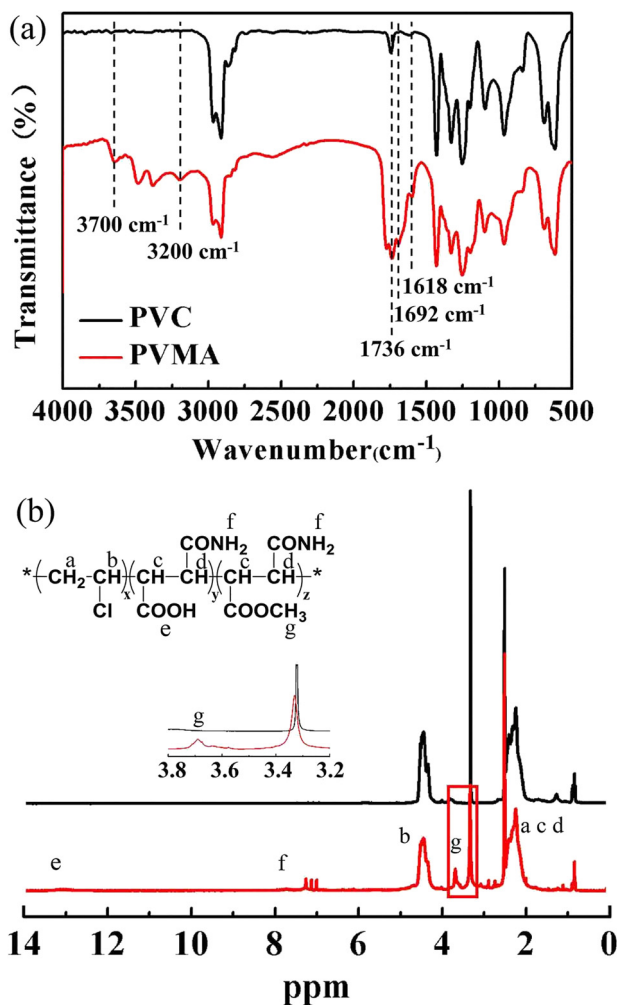 (a)
Transmittance (%)
3700 cm-1
3200 cm-1
1618 cm-1
1692 cm-1
1736 cm-1
PVC
PVMA
4000 3500 3000 2500 2000 1500 1000 500
Wavenumber(cm-1)
(b)
f f
a b c CONH2 c CONH2
d d
* CH2 CH CH CH CH CH *
x y z
Cl COOH COOCH3
e g
g
3.8 3.6 3.4 3.2
e f b g a c d
14 12 10 8 6 4 2 0
ppm